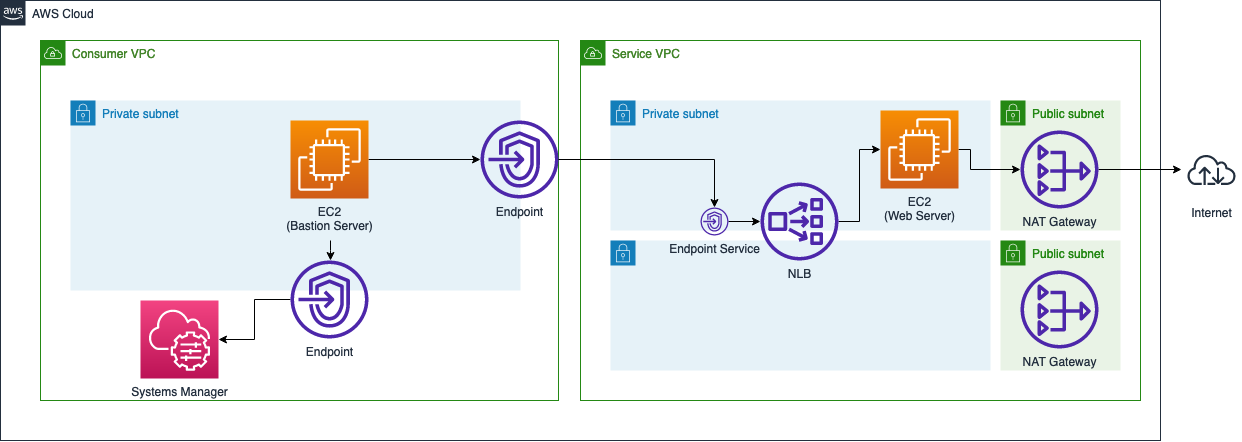 aws
AWS Cloud
Consumer VPC
Service VPC
Private subnet
Private subnet
Public subnet
EC2
(Bastion Server)
Endpoint
EC2
(Web Server)
NAT Gateway
Internet
Endpoint Service
NLB
Public subnet
Endpoint
NAT Gateway
Systems Manager